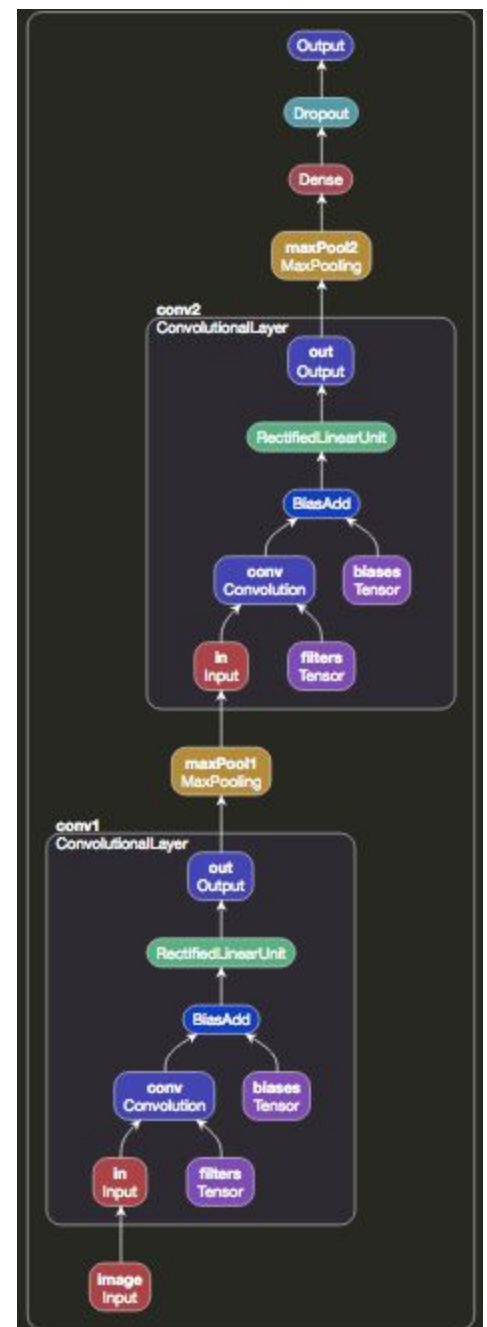 Output
Dropout
Dense
maxPool2
MaxPooling
conv2
ConvolutionalLayer
out
Output
RectifiedLinearUnit
BiasAdd
conv
Convolution
biases
Tensor
in
Input
filters
Tensor
maxPool1
MaxPooling
conv1
ConvolutionalLayer
out
Output
RectifiedLinearUnit
BiasAdd
conv
Convolution
biases
Tensor
in
Input
filters
Tensor
image
Input